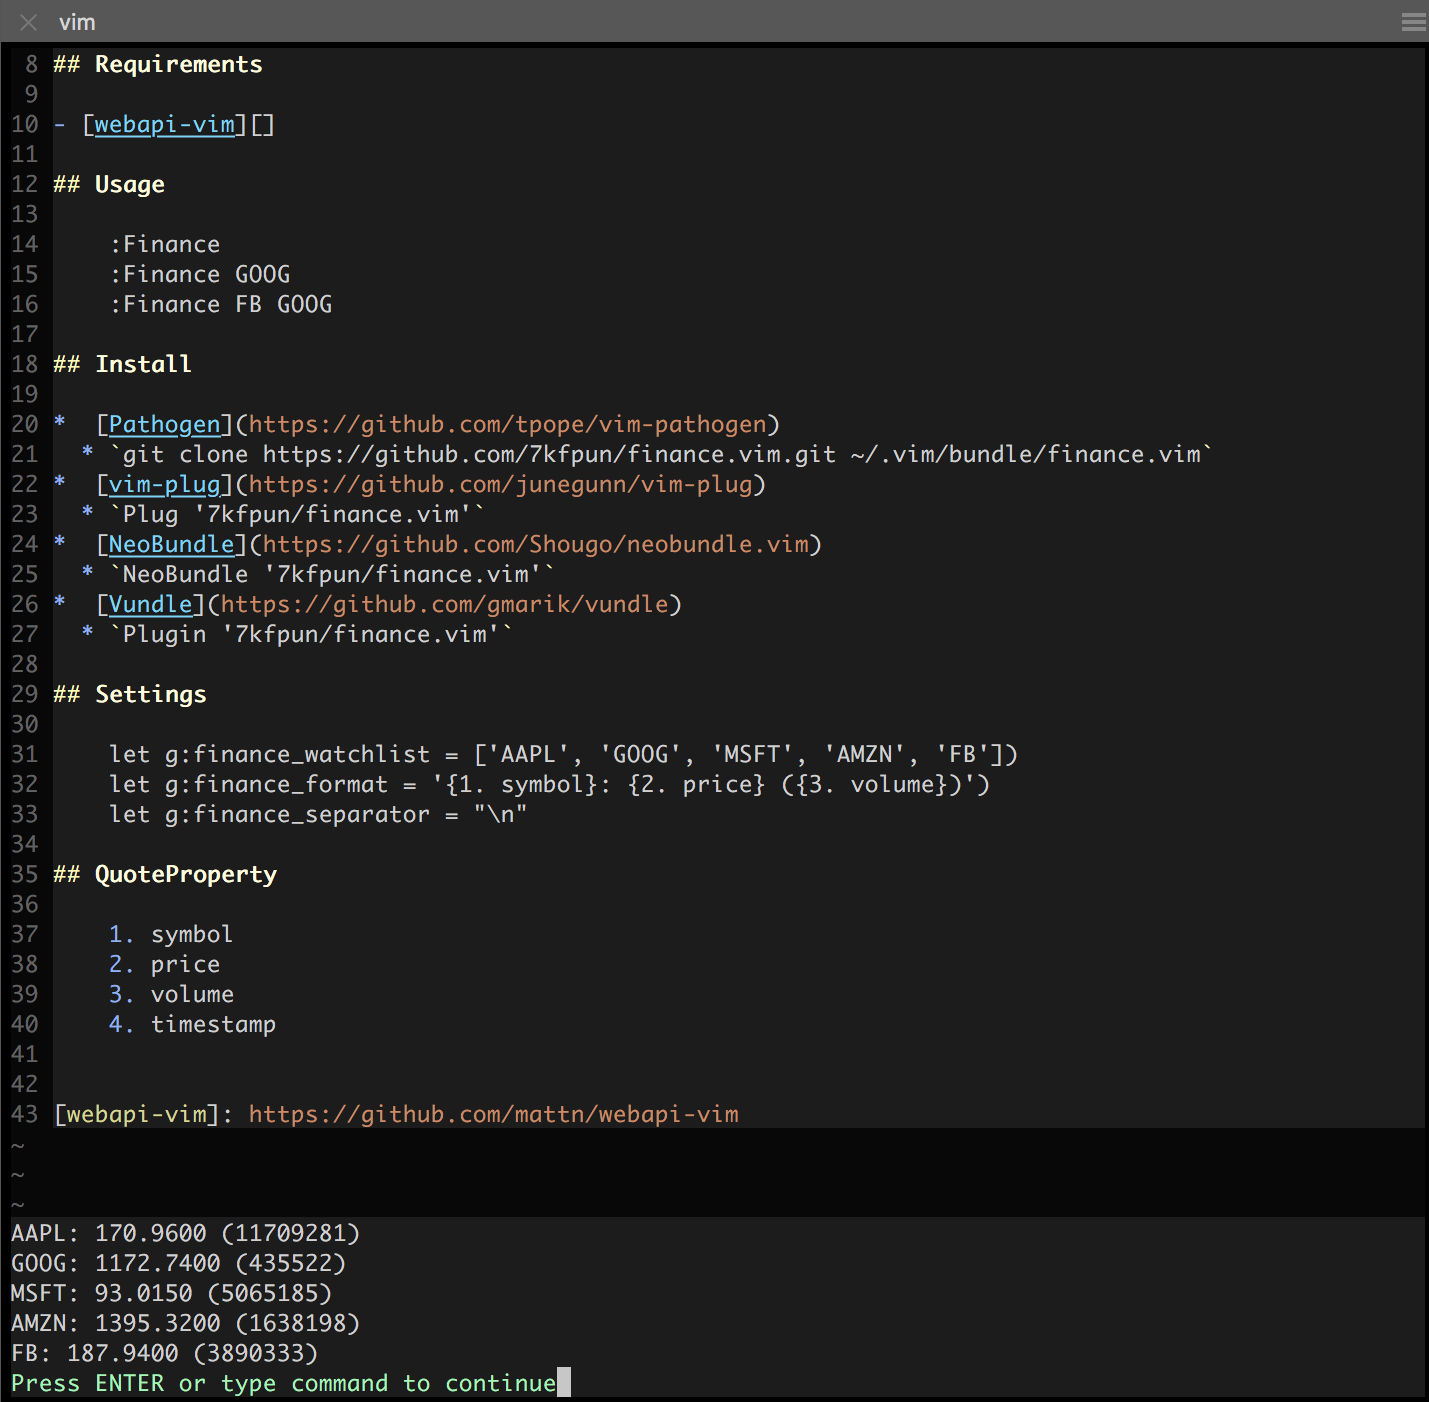 vim
8 ## Requirements
9
10 - [webapi-vim][]
11
12 ## Usage
13
14     :Finance
15     :Finance GOOG
16     :Finance FB GOOG
17
18 ## Install
19
20 *  [Pathogen](https://github.com/tpope/vim-pathogen)
21   * `git clone https://github.com/7kfpun/finance.vim.git ~/.vim/bundle/finance.vim`
22 *  [vim-plug](https://github.com/junegunn/vim-plug)
23   * `Plug '7kfpun/finance.vim'`
24 *  [NeoBundle](https://github.com/Shougo/neobundle.vim)
25   * `NeoBundle '7kfpun/finance.vim'`
26 *  [Vundle](https://github.com/gmarik/vundle)
27   * `Plugin '7kfpun/finance.vim'`
28
29 ## Settings
30
31     let g:finance_watchlist = ['AAPL', 'GOOG', 'MSFT', 'AMZN', 'FB'])
32     let g:finance_format = '{1. symbol}: {2. price} ({3. volume})')
33     let g:finance_separator = "\n"
34
35 ## QuoteProperty
36
37     1. symbol
38     2. price
39     3. volume
40     4. timestamp
41
42
43 [webapi-vim]: https://github.com/mattn/webapi-vim
~
~
~
AAPL: 170.9600 (11709281)
GOOG: 1172.7400 (435522)
MSFT: 93.0150 (5065185)
AMZN: 1395.3200 (1638198)
FB: 187.9400 (3890333)
Press ENTER or type command to continue